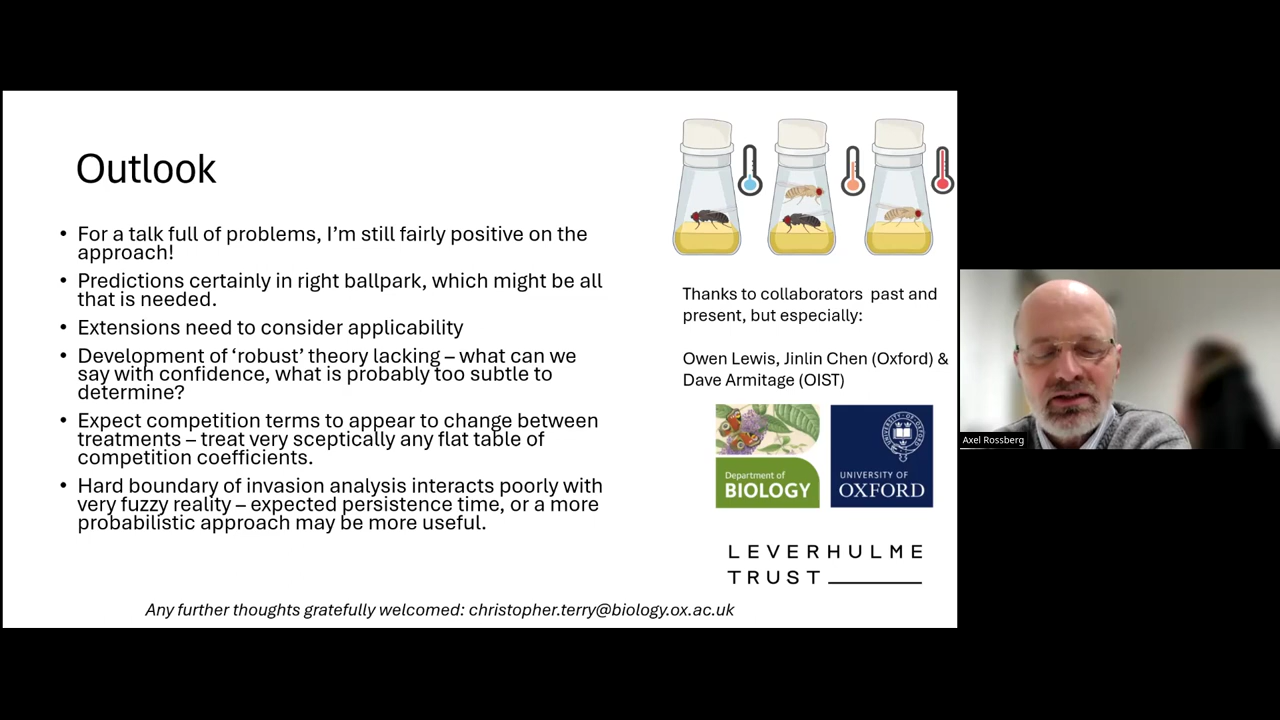 Outlook
• For a talk full of problems, I’m still fairly positive on the
approach!
• Predictions certainly in right ballpark, which might be all
that is needed.
• Extensions need to consider applicability
• Development of ‘robust’ theory lacking – what can we
say with confidence, what is probably too subtle to
determine?
• Expect competition terms to appear to change between
treatments – treat very sceptically any flat table of
competition coefficients.
• Hard boundary of invasion analysis interacts poorly with
very fuzzy reality – expected persistence time, or a more
probabilistic approach may be more useful.
Any further thoughts gratefully welcomed: christopher.terry@biology.ox.ac.uk
Thanks to collaborators past and
present, but especially:
Owen Lewis, Jinlin Chen (Oxford) &
Dave Armitage (OIST)
Department of
BIOLOGY
UNIVERSITY OF
OXFORD
LEVERHULME
TRUST
Axel Rossberg